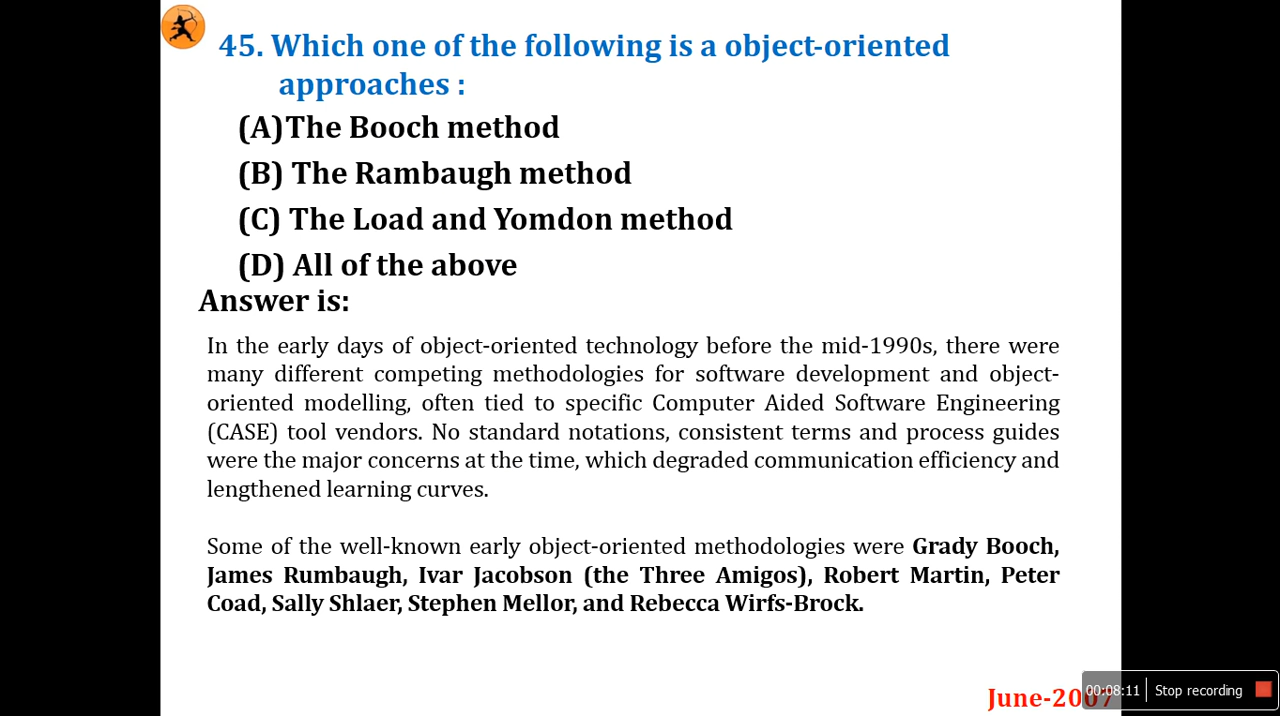 45. Which one of the following is a object-oriented
approaches :
(A)The Booch method
(B) The Rambaugh method
(C) The Load and Yomdon method
(D) All of the above
Answer is:
In the early days of object-oriented technology before the mid-1990s, there were
many different competing methodologies for software development and object-
oriented modelling, often tied to specific Computer Aided Software Engineering
(CASE) tool vendors. No standard notations, consistent terms and process guides
were the major concerns at the time, which degraded communication efficiency and
lengthened learning curves.
Some of the well-known early object-oriented methodologies were Grady Booch,
James Rumbaugh, Ivar Jacobson (the Three Amigos), Robert Martin, Peter
Coad, Sally Shlaer, Stephen Mellor, and Rebecca Wirfs-Brock.
June-2007
00:08:11 Stop recording